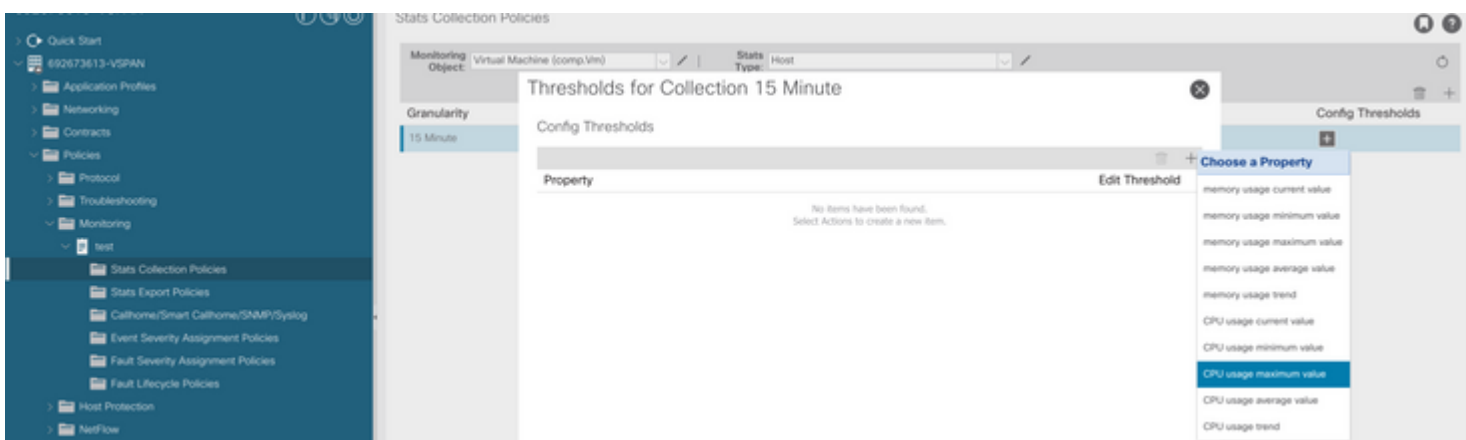 Quick Start
692673613-VSPAN
Application Profiles
Networking
Contracts
Policies
Protocol
Troubleshooting
Monitoring
test
Stats Collection Policies
Stats Export Policies
Callhome/Smart Callhome/SNMP/Syslog
Event Severity Assignment Policies
Fault Severity Assignment Policies
Fault Lifecycle Policies
Host Protection
NetFlow
Stats Collection Policies
Monitoring Object: Virtual Machine (comp.Vm)
Stats Type: Host
Granularity
Config Thresholds
15 Minute
Thresholds for Collection 15 Minute
Config Thresholds
Property
Edit Threshold
No items have been found.
Select Actions to create a new item.
Choose a Property
memory usage current value
memory usage minimum value
memory usage maximum value
memory usage average value
memory usage trend
CPU usage current value
CPU usage minimum value
CPU usage maximum value
CPU usage average value
CPU usage trend